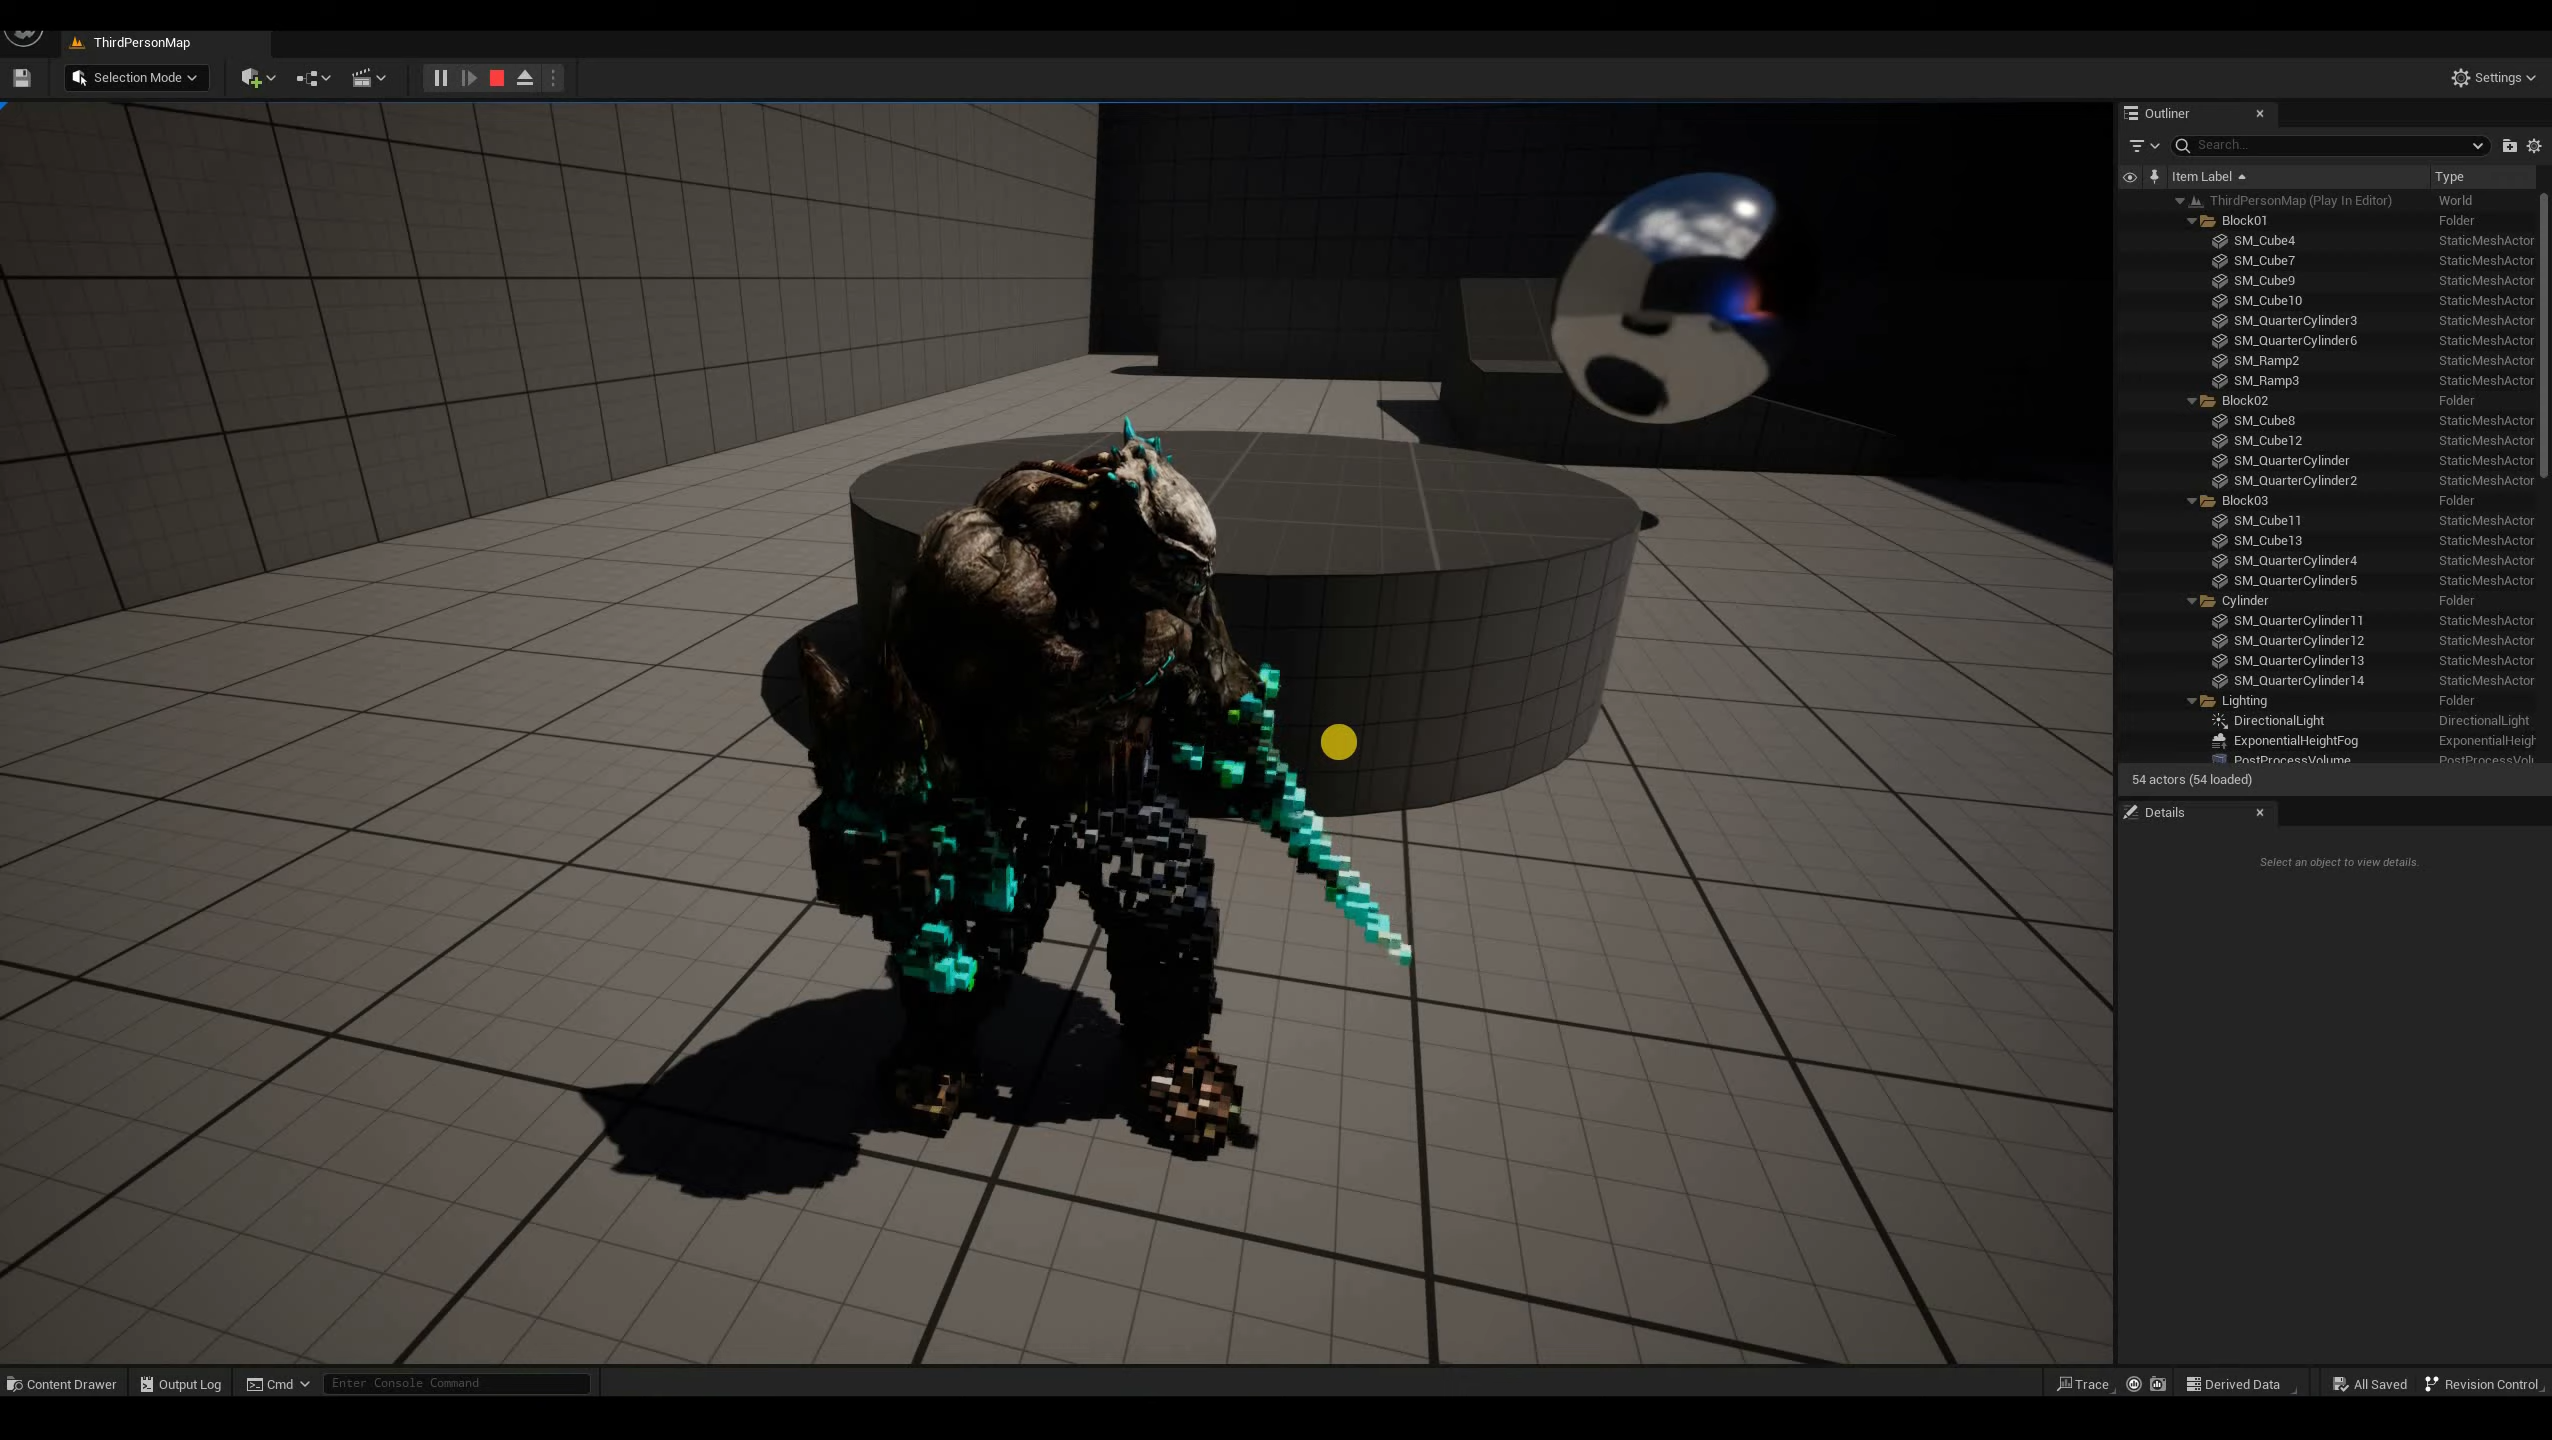 ThirdPersonMap
Selection Mode
Settings
Outliner
Search...
Item Label
Type
ThirdPersonMap (Play In Editor) World
Block01 Folder
SM_Cube4 StaticMeshActor
SM_Cube7 StaticMeshActor
SM_Cube9 StaticMeshActor
SM_Cube10 StaticMeshActor
SM_QuarterCylinder3 StaticMeshActor
SM_QuarterCylinder6 StaticMeshActor
SM_Ramp2 StaticMeshActor
SM_Ramp3 StaticMeshActor
Block02 Folder
SM_Cube8 StaticMeshActor
SM_Cube12 StaticMeshActor
SM_QuarterCylinder StaticMeshActor
SM_QuarterCylinder2 StaticMeshActor
Block03 Folder
SM_Cube11 StaticMeshActor
SM_Cube13 StaticMeshActor
SM_QuarterCylinder4 StaticMeshActor
SM_QuarterCylinder5 StaticMeshActor
Cylinder Folder
SM_QuarterCylinder11 StaticMeshActor
SM_QuarterCylinder12 StaticMeshActor
SM_QuarterCylinder13 StaticMeshActor
SM_QuarterCylinder14 StaticMeshActor
Lighting Folder
DirectionalLight DirectionalLight
ExponentialHeightFog ExponentialHeigh
PostProcessVolume PostProcessVolu
54 actors (54 loaded)
Details
Select an object to view details.
Content Drawer
Output Log
Cmd
Enter Console Command
Trace
Derived Data
All Saved
Revision Control